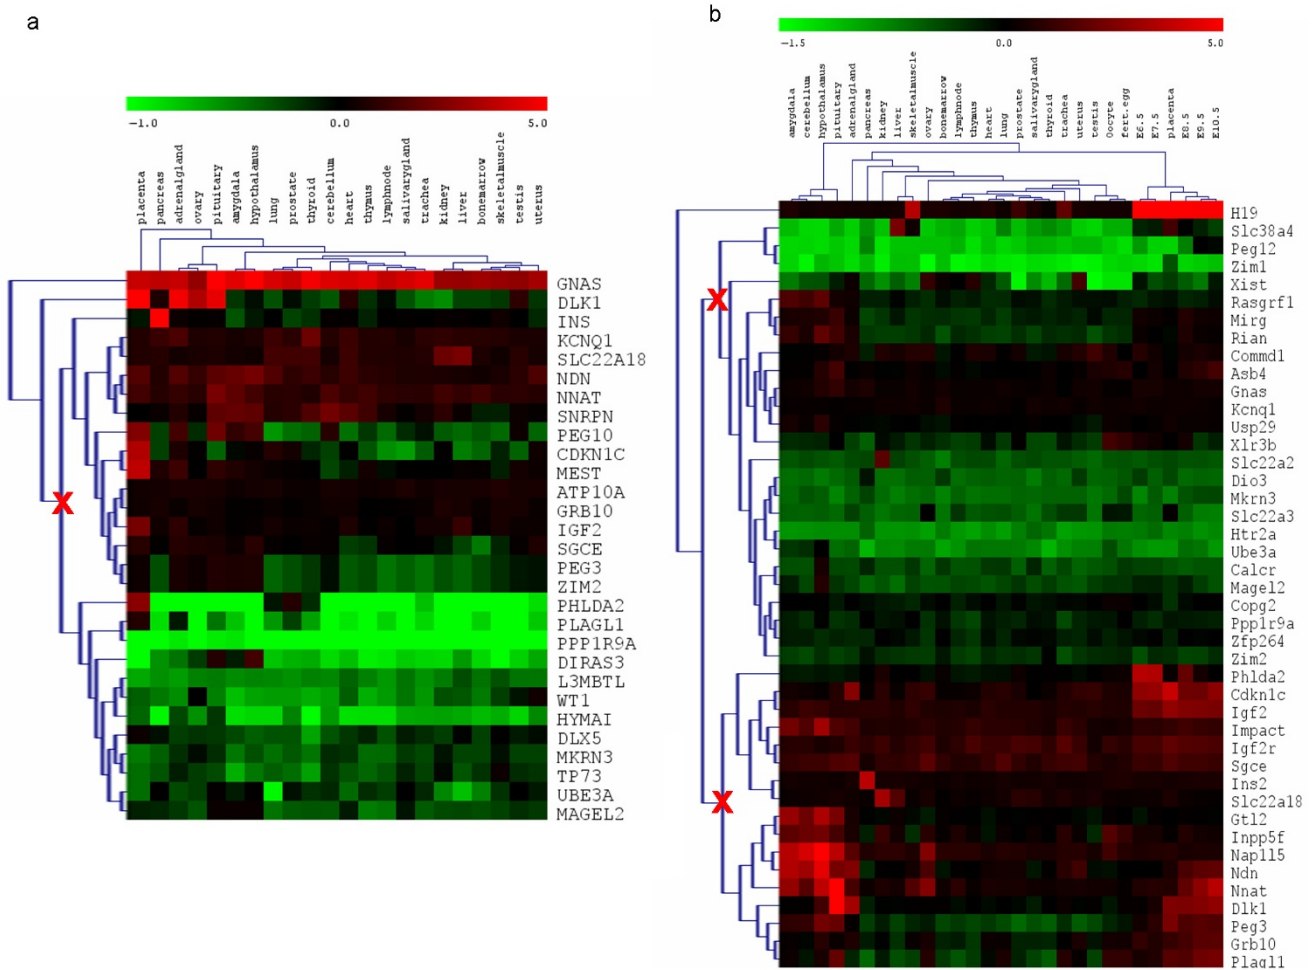 a
−1.0 0.0 5.0
placenta
pancreas
adrenalgland
ovary
pituitary
amygdala
hypothalamus
lung
prostate
thyroid
cerebellum
heart
thymus
lymphnode
salivarygland
trachea
kidney
liver
bonemarrow
skeletalmuscle
testis
uterus
GNAS
DLK1
INS
KCNQ1
SLC22A18
NDN
NNAT
SNRPN
PEG10
CDKN1C
MEST
ATP10A
GRB10
IGF2
SGCE
PEG3
ZIM2
PHLDA2
PLAGL1
PPP1R9A
DIRAS3
L3MBTL
WT1
HYMAI
DLX5
MKRN3
TP73
UBE3A
MAGEL2
X
b
−1.5 0.0 5.0
amygdala
cerebellum
hypothalamus
pituitary
adrenalgland
pancreas
kidney
liver
skeletalmuscle
ovary
bonemarrow
lymphnode
thymus
heart
lung
prostate
salivarygland
thyroid
trachea
uterus
testis
Oocyte
fert.egg
E6.5
E7.5
placenta
E8.5
E9.5
E10.5
H19
Slc38a4
Peg12
Zim1
Xist
Rasgrf1
Mirg
Rian
Commd1
Asb4
Gnas
Kcnq1
Usp29
Xlr3b
Slc22a2
Dio3
Mkrn3
Slc22a3
Htr2a
Ube3a
Calcr
Magel2
Copg2
Ppp1r9a
Zfp264
Zim2
Phlda2
Cdkn1c
Igf2
Impact
Igf2r
Sgce
Ins2
Slc22a18
Gtl2
Inpp5f
Nap1l5
Ndn
Nnat
Dlk1
Peg3
Grb10
Plagl1
X
X